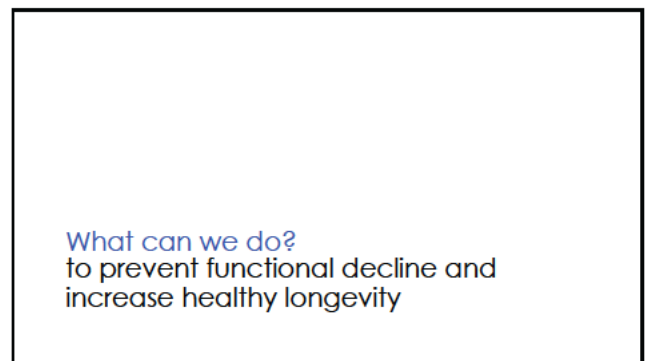 What can we do?
to prevent functional decline and
increase healthy longevity